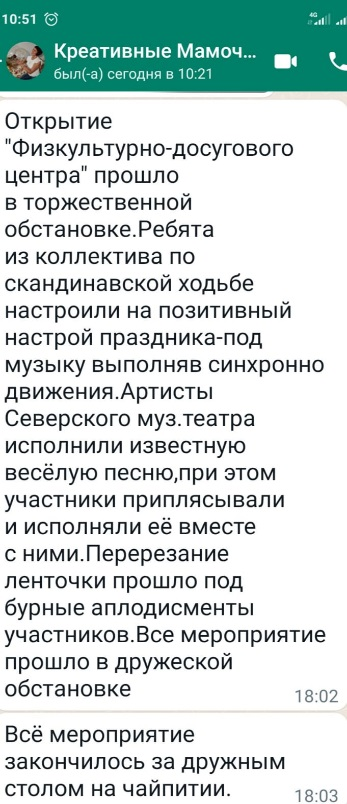 10:51
4G
Креативные Мамоч...
был(-а) сегодня в 10:21
Открытие
"Физкультурно-досугового
центра" прошло
в торжественной
обстановке.Ребята
из коллектива по
скандинавской ходьбе
настроили на позитивный
настрой праздника-под
музыку выполняв синхронно
движения.Артисты
Северского муз.театра
исполнили известную
весёлую песню,при этом
участники приплясывали
и исполняли её вместе
с ними.Перерезание
ленточки прошло под
бурные аплодисменты
участников.Все мероприятие
прошло в дружеской
обстановке
18:02
Всё мероприятие
закончилось за дружным
столом на чайпитии.
18:03